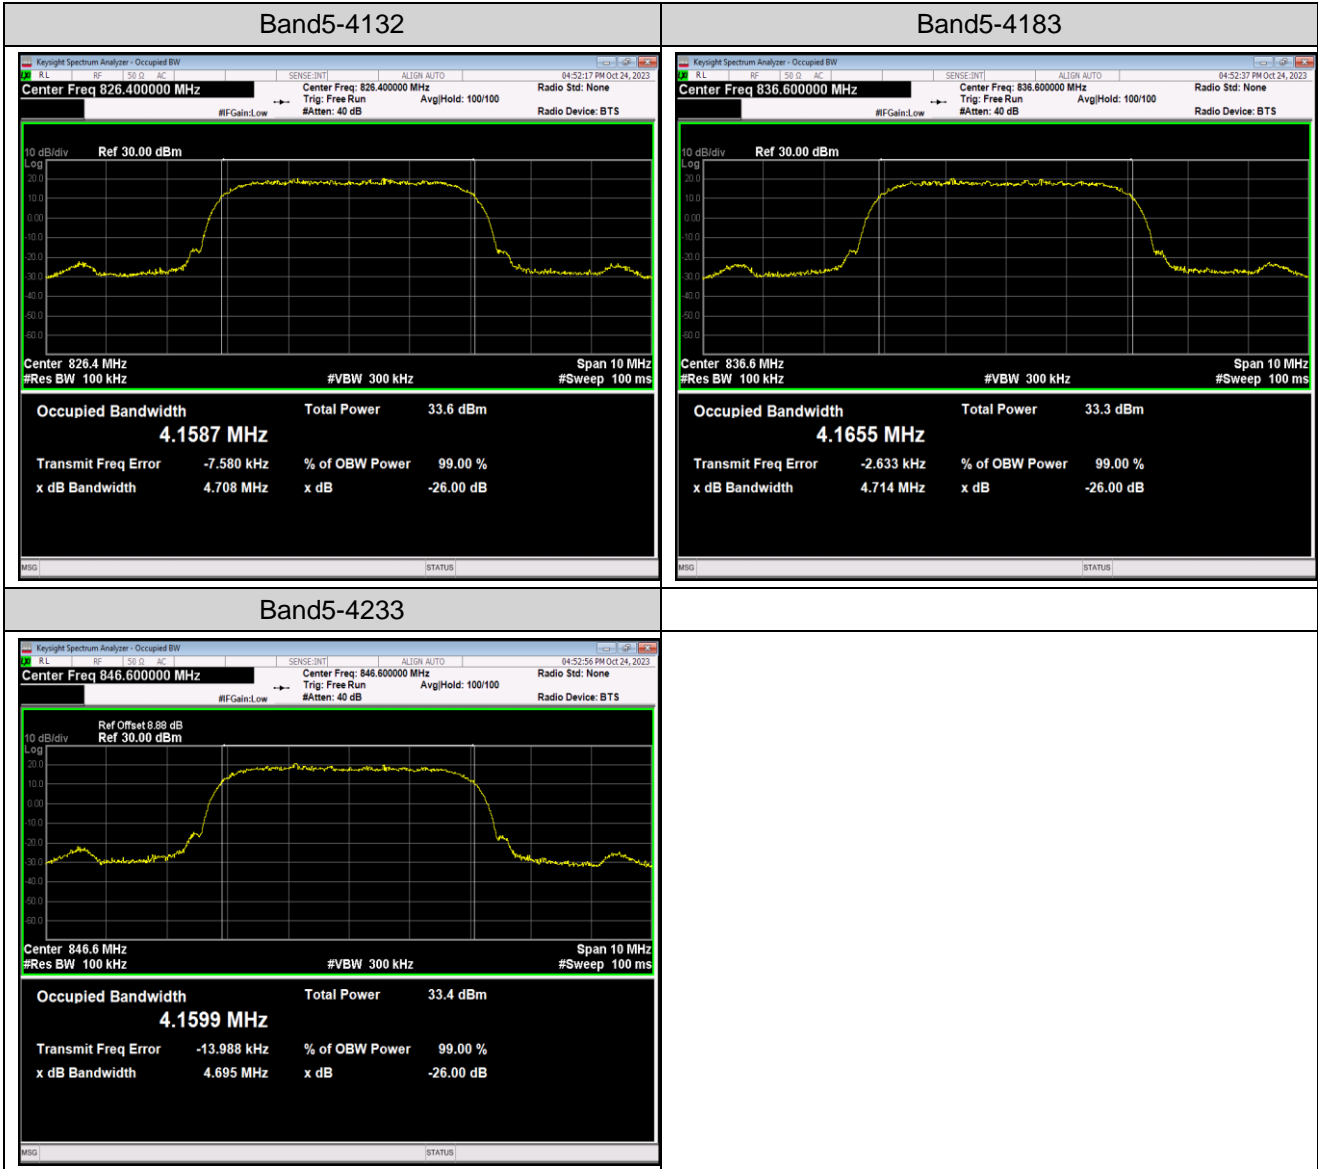 Band5-4132
Keysight Spectrum Analyzer - Occupied BW
RL RF 50 Ω AC SENSE:INT ALIGN AUTO 04:52:17 PM Oct 24, 2023
Center Freq 826.400000 MHz
Center Freq: 826.400000 MHz
Radio Std: None
Trig: Free Run Avg|Hold: 100/100
#IFGain:Low #Atten: 40 dB Radio Device: BTS
10 dB/div Ref 30.00 dBm
Log
20.0
10.0
0.00
-10.0
-20.0
-30.0
-40.0
-50.0
-60.0
Center 826.4 MHz Span 10 MHz
#Res BW 100 kHz #VBW 300 kHz #Sweep 100 ms
Occupied Bandwidth Total Power 33.6 dBm
4.1587 MHz
Transmit Freq Error -7.580 kHz % of OBW Power 99.00 %
x dB Bandwidth 4.708 MHz x dB -26.00 dB
MSG STATUS
Band5-4183
Keysight Spectrum Analyzer - Occupied BW
RL RF 50 Ω AC SENSE:INT ALIGN AUTO 04:52:37 PM Oct 24, 2023
Center Freq 836.600000 MHz
Center Freq: 836.600000 MHz
Radio Std: None
Trig: Free Run Avg|Hold: 100/100
#IFGain:Low #Atten: 40 dB Radio Device: BTS
10 dB/div Ref 30.00 dBm
Log
20.0
10.0
0.00
-10.0
-20.0
-30.0
-40.0
-50.0
-60.0
Center 836.6 MHz Span 10 MHz
#Res BW 100 kHz #VBW 300 kHz #Sweep 100 ms
Occupied Bandwidth Total Power 33.3 dBm
4.1655 MHz
Transmit Freq Error -2.633 kHz % of OBW Power 99.00 %
x dB Bandwidth 4.714 MHz x dB -26.00 dB
MSG STATUS
Band5-4233
Keysight Spectrum Analyzer - Occupied BW
RL RF 50 Ω AC SENSE:INT ALIGN AUTO 04:52:56 PM Oct 24, 2023
Center Freq 846.600000 MHz
Center Freq: 846.600000 MHz
Radio Std: None
Trig: Free Run Avg|Hold: 100/100
#IFGain:Low #Atten: 40 dB Radio Device: BTS
Ref Offset 8.88 dB
10 dB/div Ref 30.00 dBm
Log
20.0
10.0
0.00
-10.0
-20.0
-30.0
-40.0
-50.0
-60.0
Center 846.6 MHz Span 10 MHz
#Res BW 100 kHz #VBW 300 kHz #Sweep 100 ms
Occupied Bandwidth Total Power 33.4 dBm
4.1599 MHz
Transmit Freq Error -13.988 kHz % of OBW Power 99.00 %
x dB Bandwidth 4.695 MHz x dB -26.00 dB
MSG STATUS